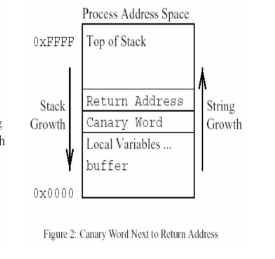 Process Address Space
0xFFFF
Top of Stack
Return Address
Canary Word
Local Variables ...
buffer
Stack
Growth
String
Growth
0x0000
Figure 2: Canary Word Next to Return Address